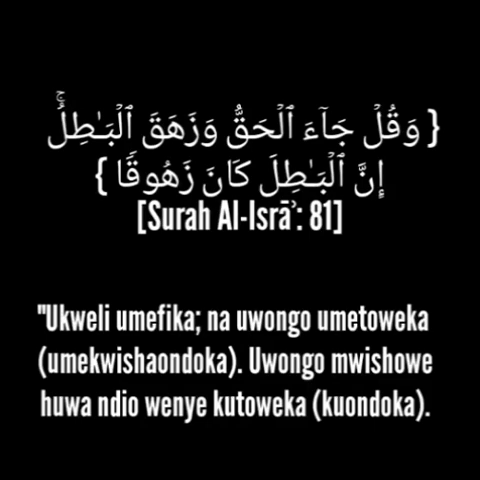 { وَقُلۡ جَآءَ ٱلۡحَقُّ وَزَهَقَ ٱلۡبَـٰطِلُۚ
إِنَّ ٱلۡبَـٰطِلَ كَانَ زَهُوقٗا }
[Surah Al-Isrāʾ: 81]
"Ukweli umefika; na uwongo umetoweka
(umekwishaondoka). Uwongo mwishowe
huwa ndio wenye kutoweka (kuondoka).